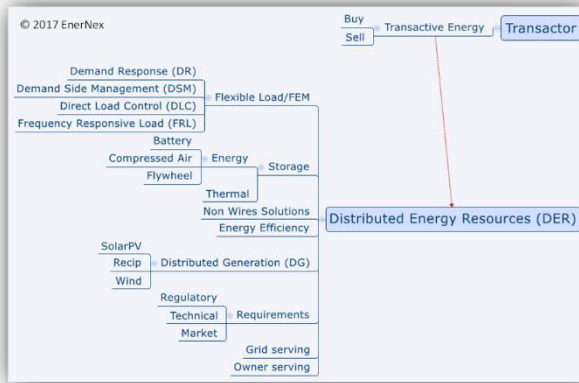 © 2017 EnerNex
Buy
Sell
Transactive Energy
Transactor
Demand Response (DR)
Demand Side Management (DSM)
Direct Load Control (DLC)
Frequency Responsive Load (FRL)
Flexible Load/FEM
Battery
Compressed Air
Flywheel
Energy
Thermal
Storage
Non Wires Solutions
Energy Efficiency
Distributed Energy Resources (DER)
SolarPV
Recip
Wind
Distributed Generation (DG)
Regulatory
Technical
Market
Requirements
Grid serving
Owner serving